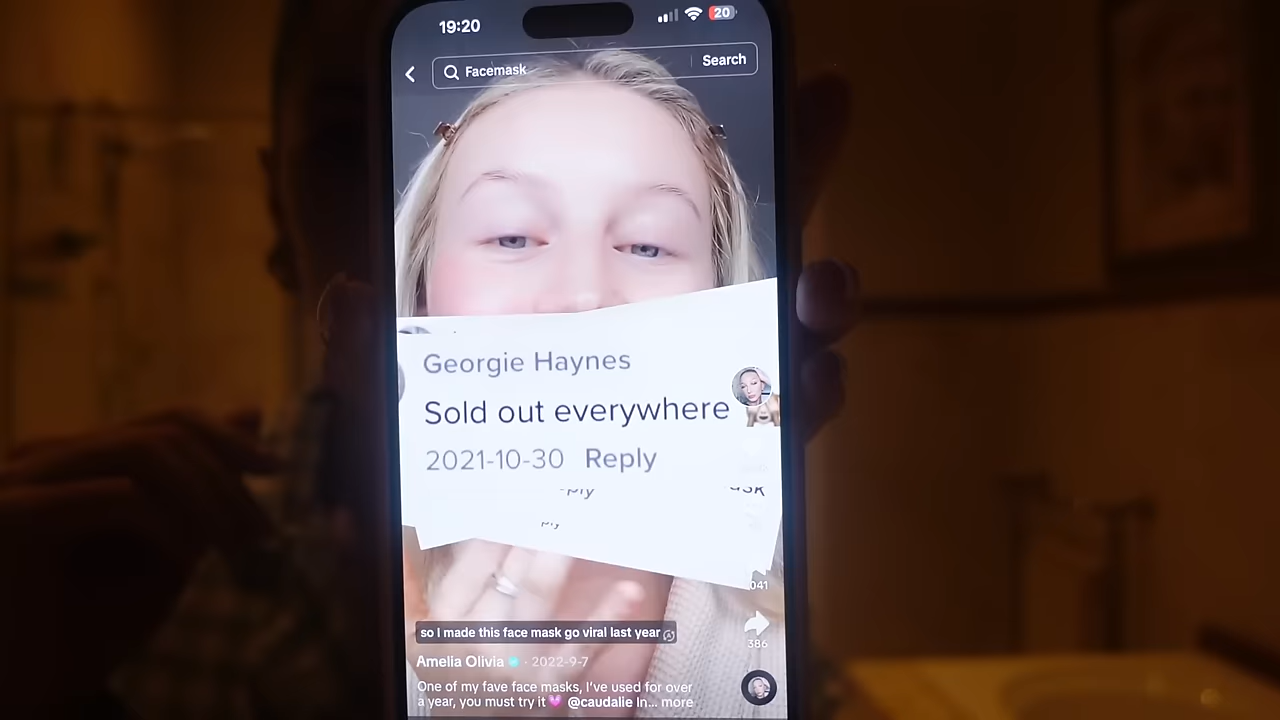 19:20
20
Facemask
Search
Georgie Haynes
Sold out everywhere
2021-10-30 Reply
041
so I made this face mask go viral last year
386
Amelia Olivia · 2022-9-7
One of my fave face masks, I've used for over
a year, you must try it💗 @caudalie In... more